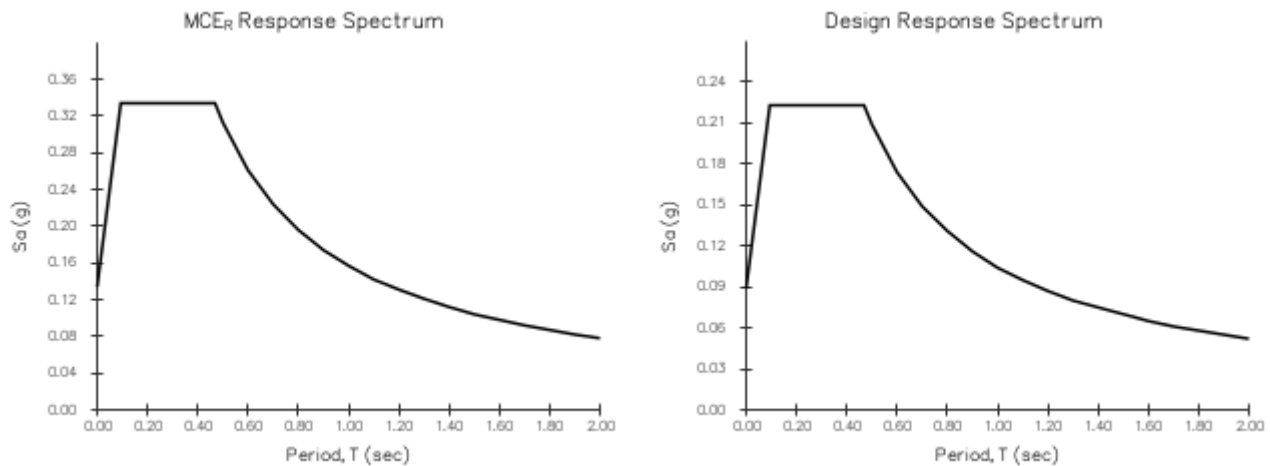 MCER Response Spectrum
Sa (g)
0.36
0.32
0.28
0.24
0.20
0.16
0.12
0.08
0.04
0.00
0.00 0.20 0.40 0.60 0.80 1.00 1.20 1.40 1.60 1.80 2.00
Period, T (sec)
Design Response Spectrum
Sa (g)
0.24
0.21
0.18
0.15
0.12
0.09
0.06
0.03
0.00
0.00 0.20 0.40 0.60 0.80 1.00 1.20 1.40 1.60 1.80 2.00
Period, T (sec)